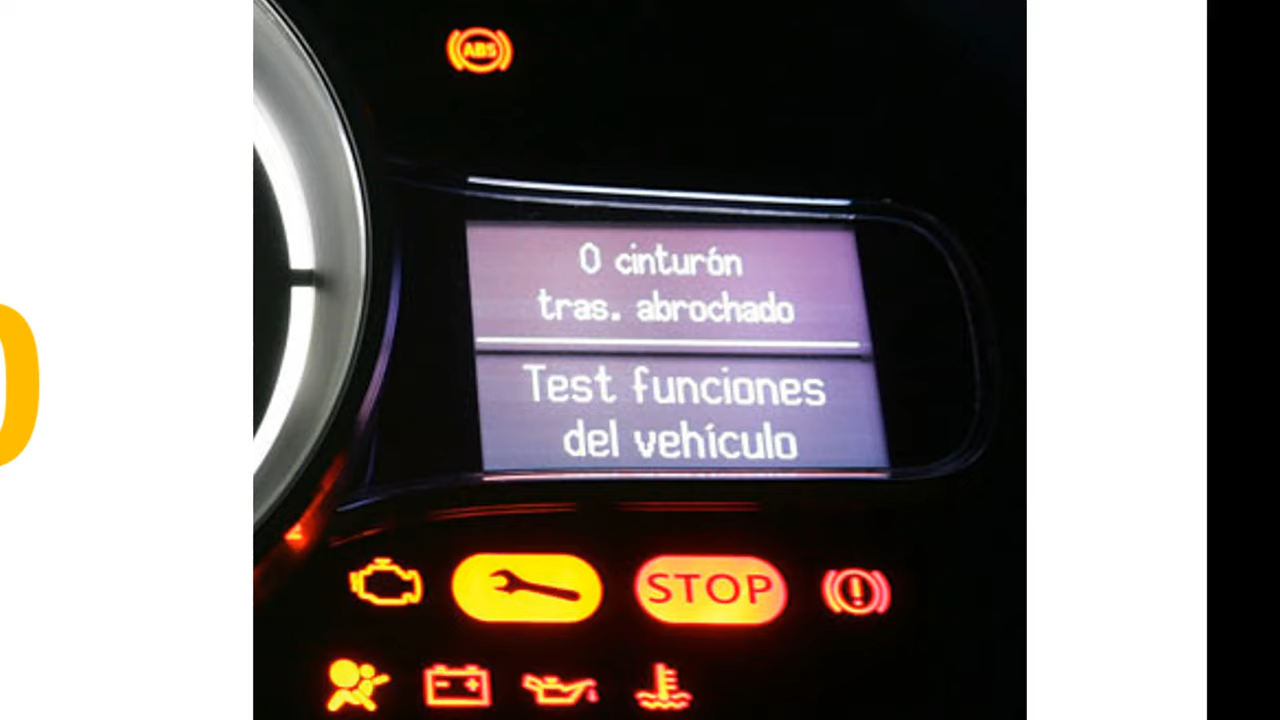 ABS
0 cinturón
tras. abrochado
Test funciones
del vehículo
STOP